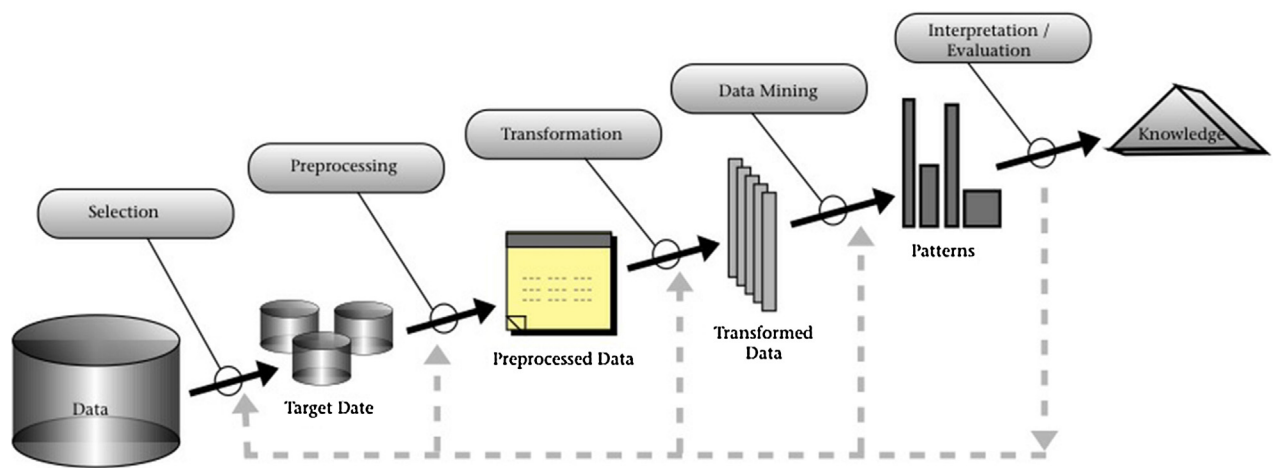 Interpretation /
Evaluation
Data Mining
Transformation
Preprocessing
Selection
Knowledge
Patterns
Transformed
Data
Preprocessed Data
Target Date
Data